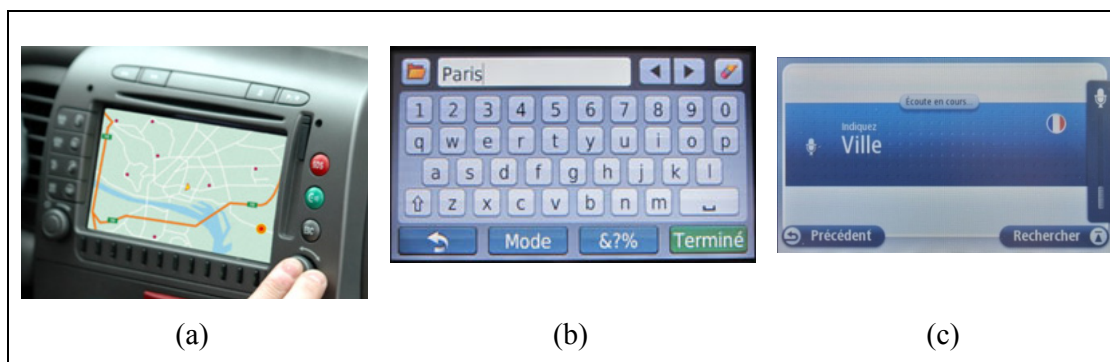 SOS
Paris
1 2 3 4 5 6 7 8 9 0
q w e r t y u i o p
a s d f g h j k l
z x c v b n m
Mode &?% Terminé
Écoute en cours...
Indiquez
Ville
Précédent Rechercher
(a) (b) (c)